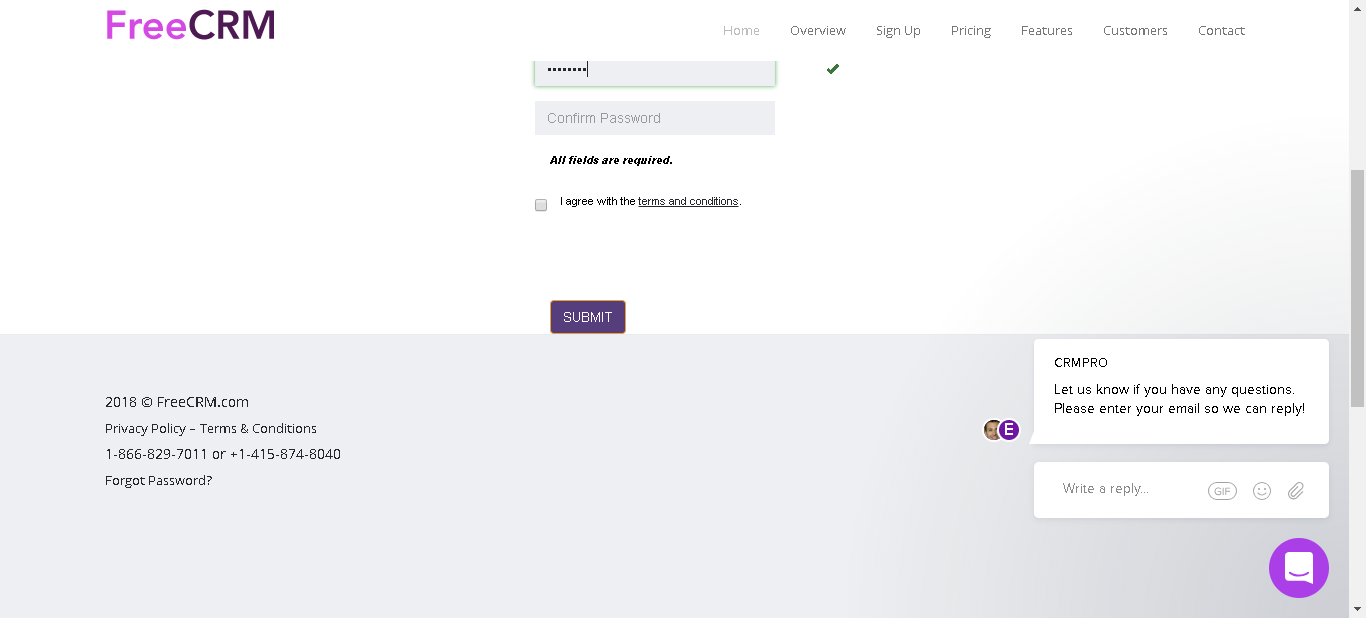 FreeCRM
Home Overview Sign Up Pricing Features Customers Contact
••••••••
Confirm Password
All fields are required.
I agree with the terms and conditions.
SUBMIT
CRMPRO
Let us know if you have any questions.
Please enter your email so we can reply!
E
Write a reply...
GIF
2018 © FreeCRM.com
Privacy Policy – Terms & Conditions
1-866-829-7011 or +1-415-874-8040
Forgot Password?